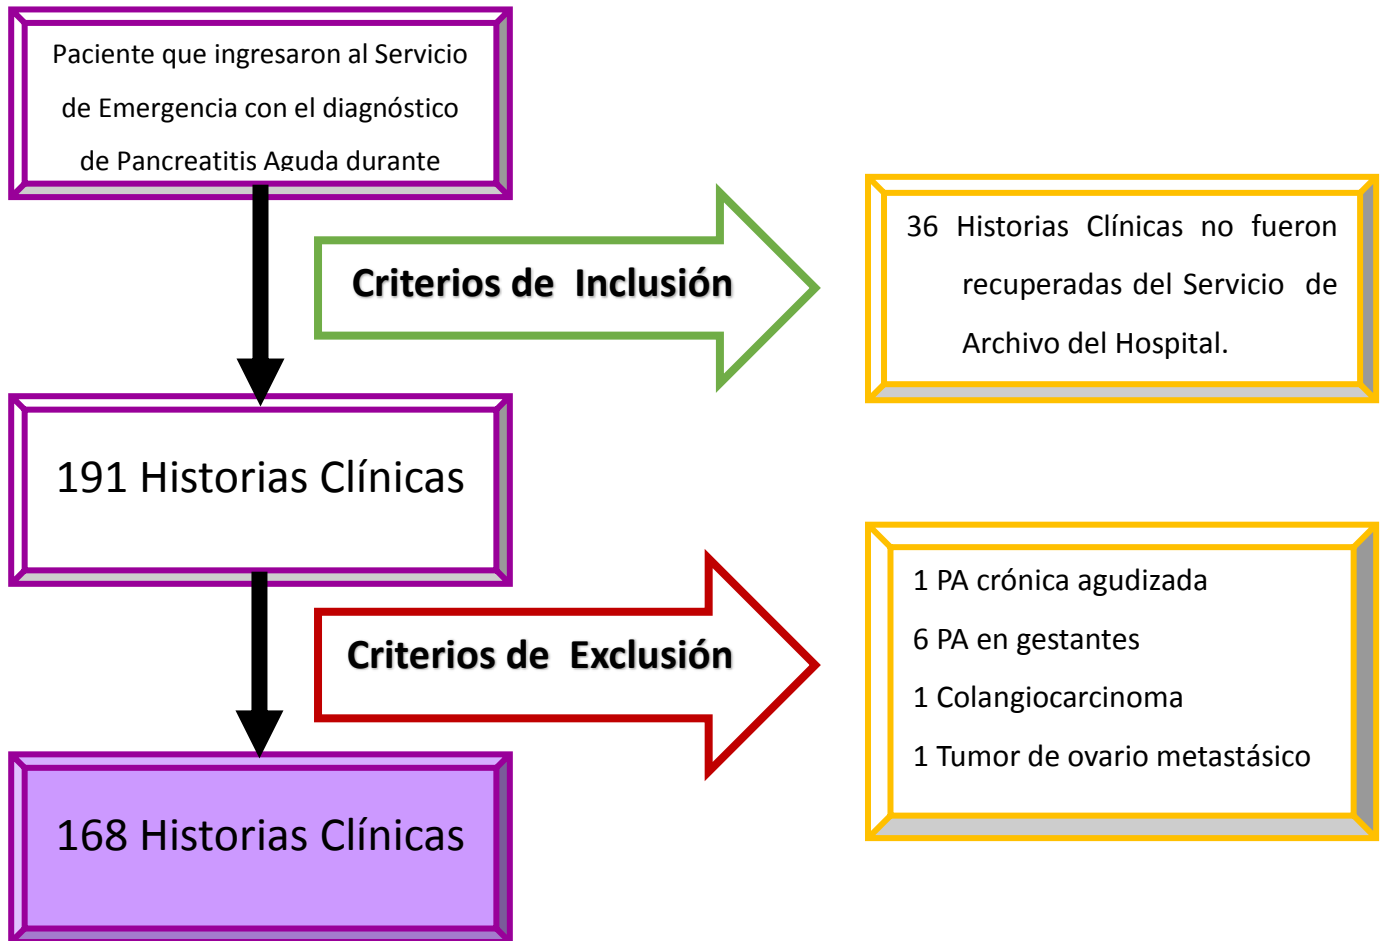 Paciente que ingresaron al Servicio
de Emergencia con el diagnóstico
de Pancreatitis Aguda durante
Criterios de Inclusión
36 Historias Clínicas no fueron
recuperadas del Servicio de
Archivo del Hospital.
191 Historias Clínicas
Criterios de Exclusión
1 PA crónica agudizada
6 PA en gestantes
1 Colangiocarcinoma
1 Tumor de ovario metastásico
168 Historias Clínicas